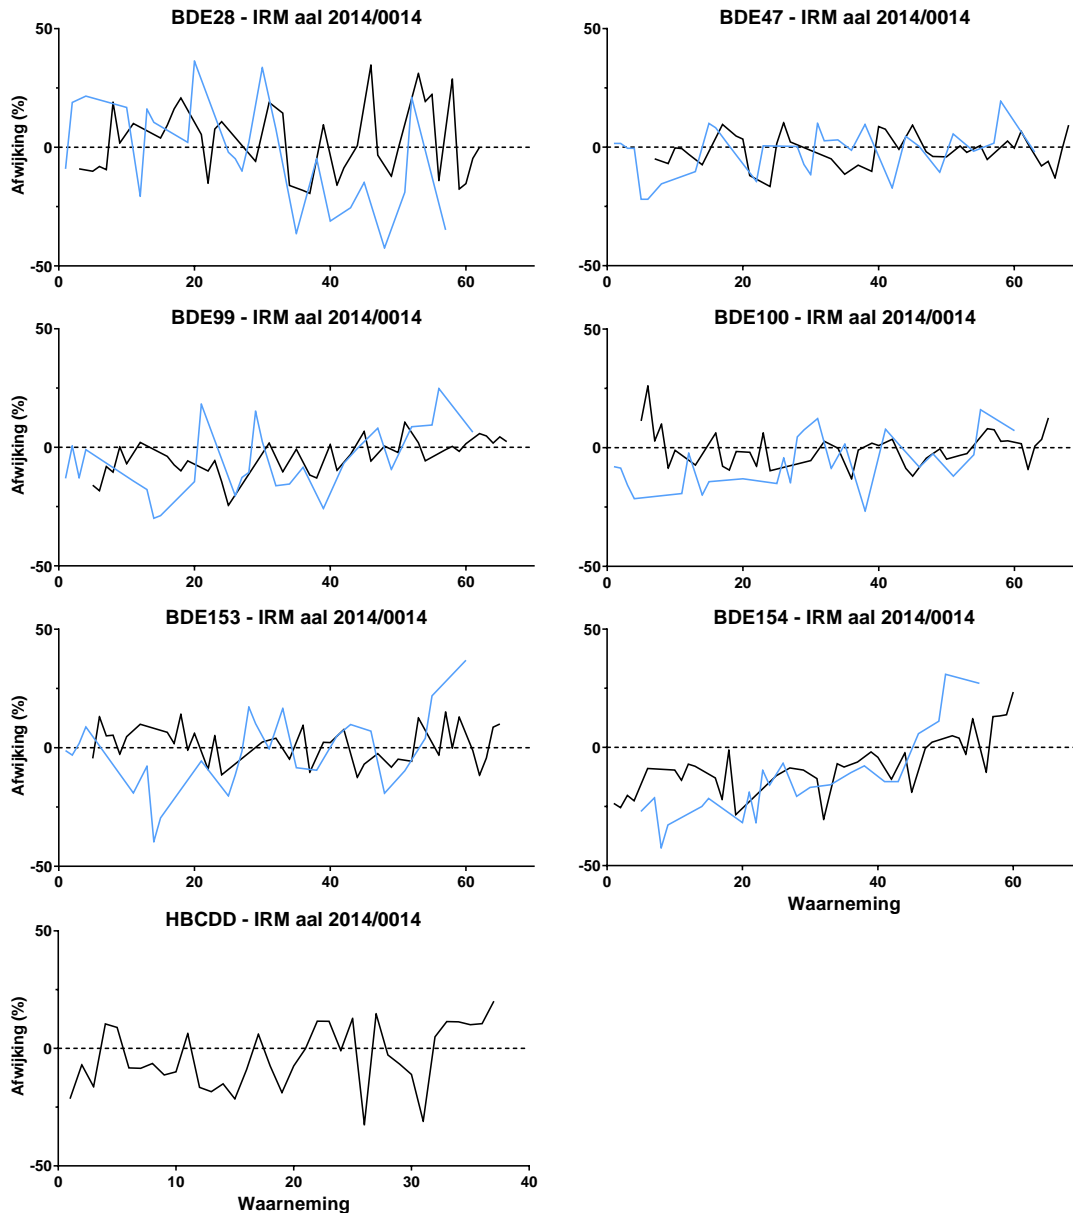 BDE28 - IRM aal 2014/0014
Afwijking (%)
50
0
-50
0 20 40 60
BDE47 - IRM aal 2014/0014
50
0
-50
0 20 40 60
BDE99 - IRM aal 2014/0014
Afwijking (%)
50
0
-50
0 20 40 60
BDE100 - IRM aal 2014/0014
50
0
-50
0 20 40 60
BDE153 - IRM aal 2014/0014
Afwijking (%)
50
0
-50
0 20 40 60
BDE154 - IRM aal 2014/0014
50
0
-50
0 20 40 60
Waarneming
HBCDD - IRM aal 2014/0014
Afwijking (%)
50
0
-50
0 10 20 30 40
Waarneming